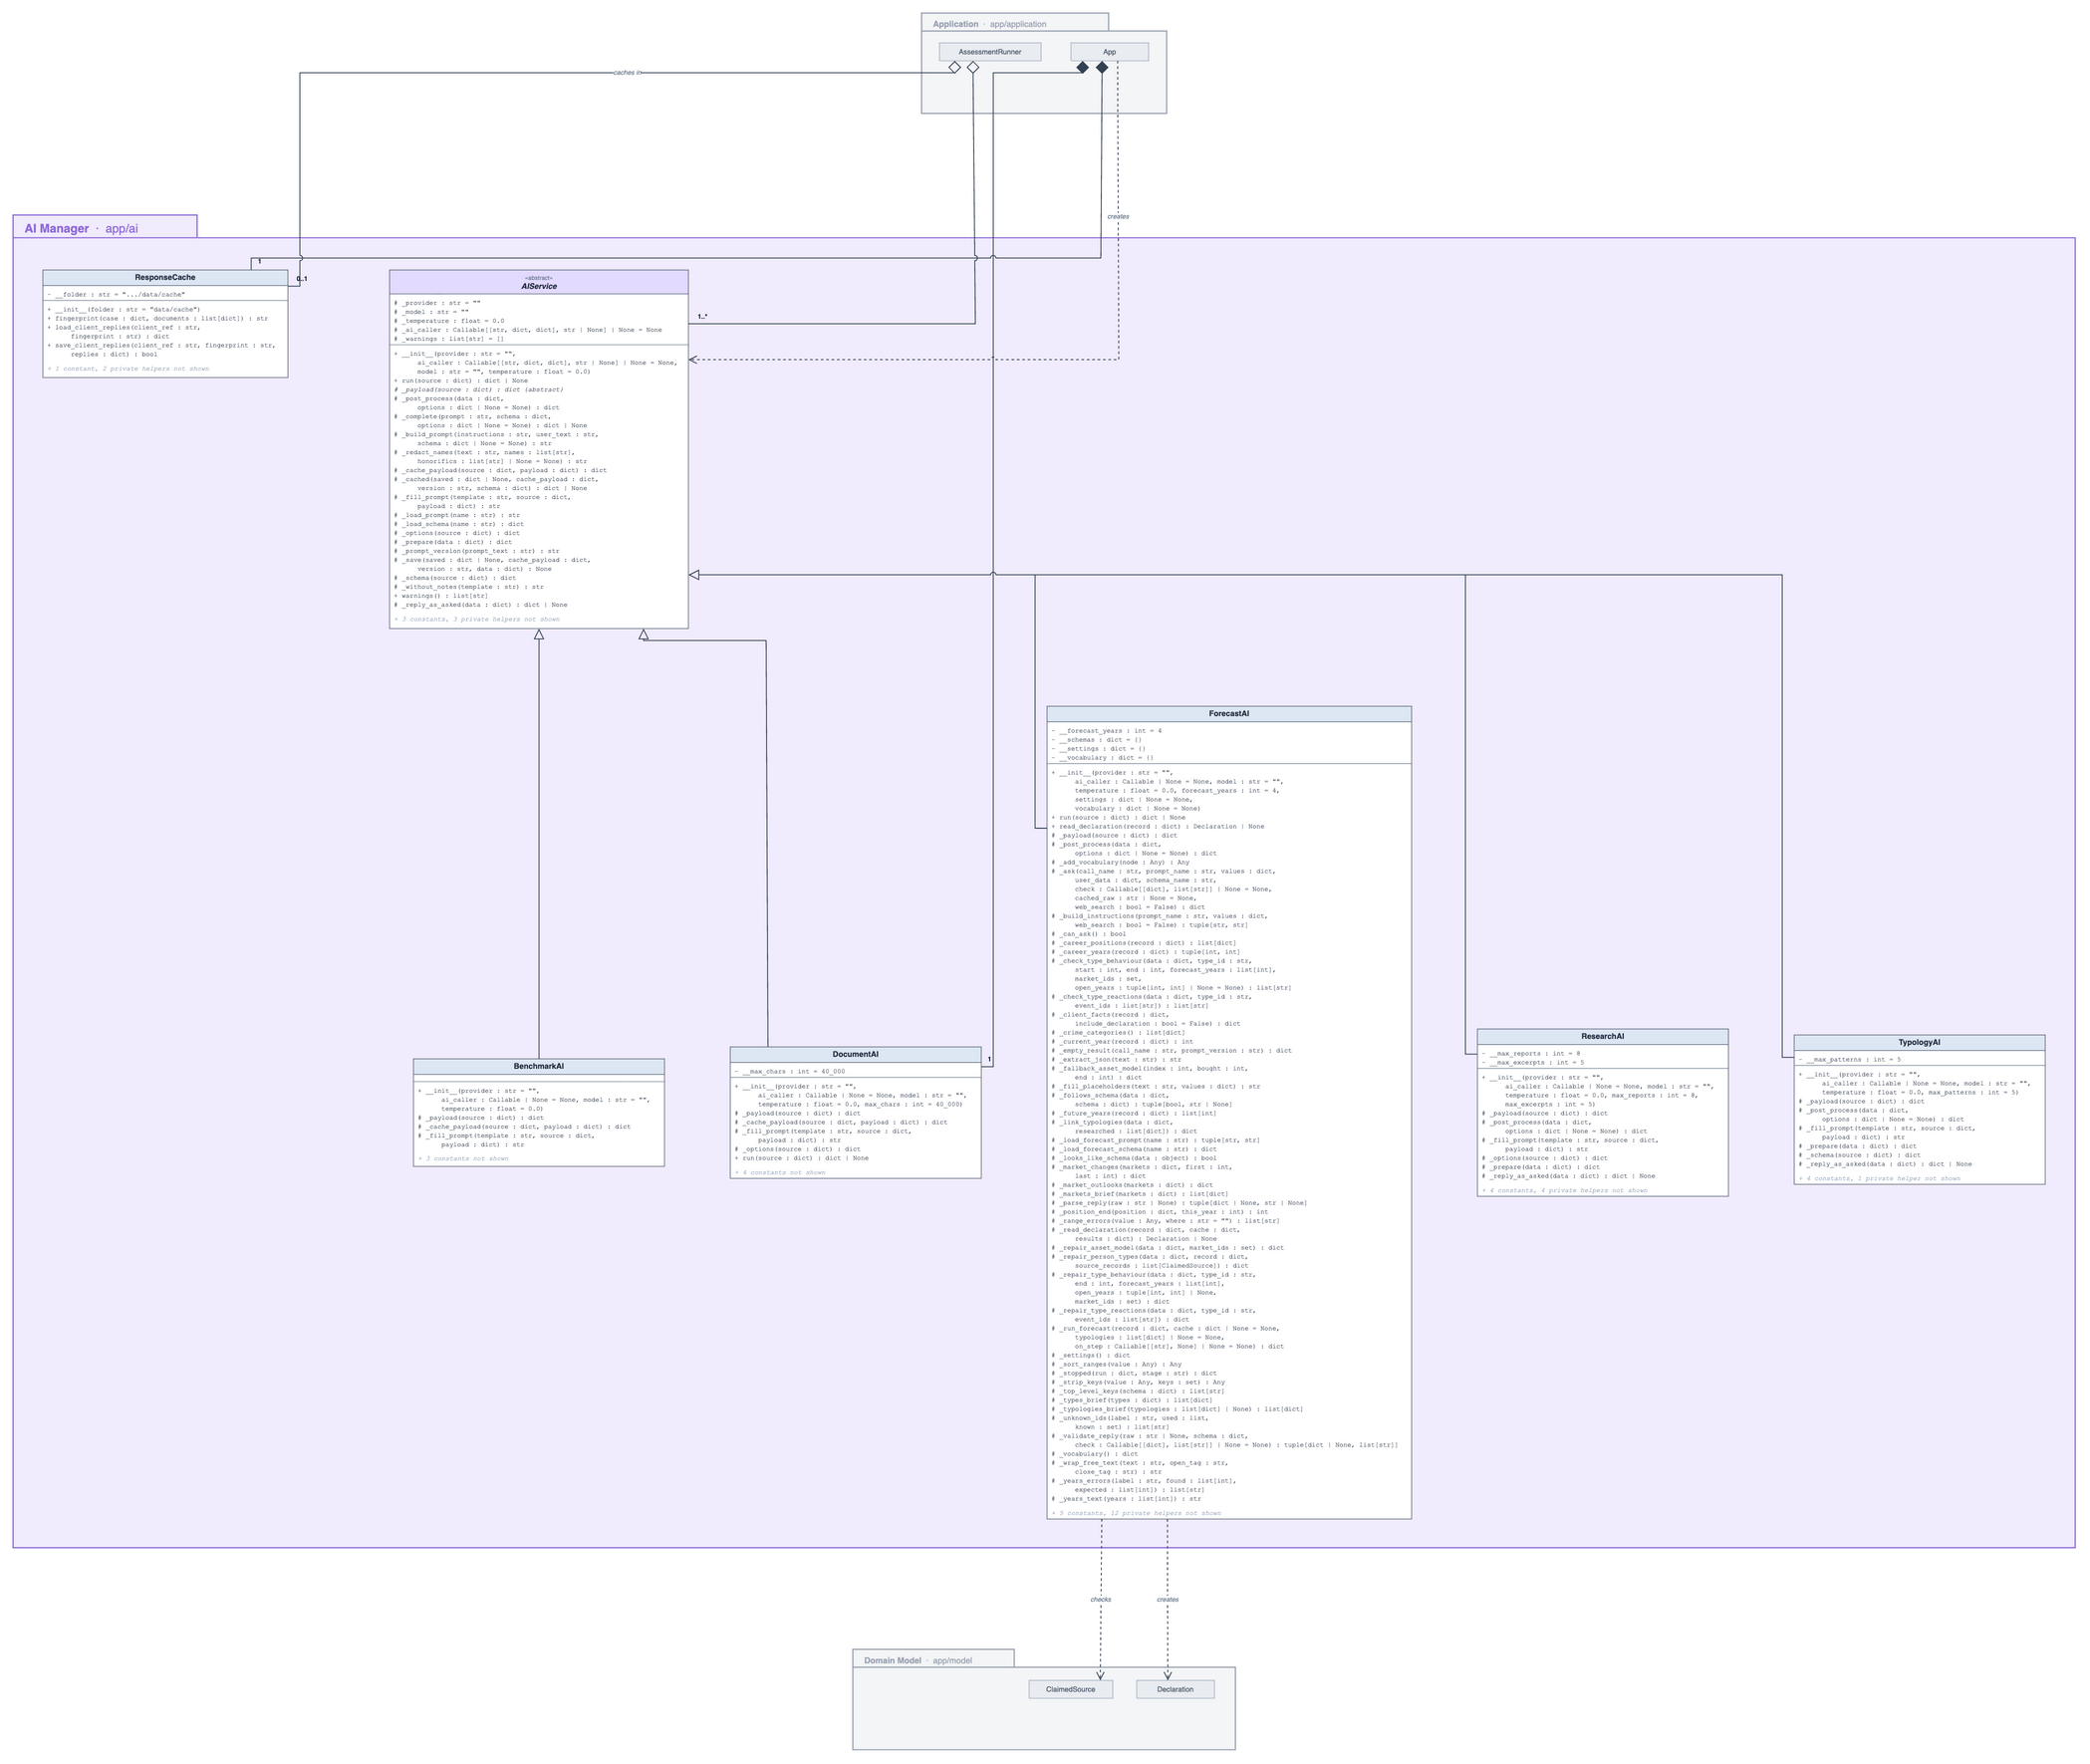 Application · app/application
AssessmentRunner
App
caches in
creates
AI Manager · app/ai
1
0..1
ResponseCache
- __folder : str = ".../data/cache"
+ __init__(folder : str = "data/cache")
+ fingerprint(case : dict, documents : list[dict]) : str
+ load_client_replies(client_ref : str,
fingerprint : str) : dict
+ save_client_replies(client_ref : str, fingerprint : str,
replies : dict) : bool
+ 1 constant, 2 private helpers not shown
«abstract»
AIService
# _provider : str = ""
# _model : str = ""
# _temperature : float = 0.0
# _ai_caller : Callable[[str, dict, dict], str | None] | None = None
# _warnings : list[str] = []
+ __init__(provider : str = "",
ai_caller : Callable[[str, dict, dict], str | None] | None = None,
model : str = "", temperature : float = 0.0)
+ run(source : dict) : dict | None
# _payload(source : dict) : dict (abstract)
# _post_process(data : dict,
options : dict | None = None) : dict
# _complete(prompt : str, schema : dict,
options : dict | None = None) : dict | None
# _build_prompt(instructions : str, user_text : str,
schema : dict | None = None) : str
# _redact_names(text : str, names : list[str],
honorifics : list[str] | None = None) : str
# _cache_payload(source : dict, payload : dict) : dict
# _cached(saved : dict | None, cache_payload : dict,
version : str, schema : dict) : dict | None
# _fill_prompt(template : str, source : dict,
payload : dict) : str
# _load_prompt(name : str) : str
# _load_schema(name : str) : dict
# _options(source : dict) : dict
# _prepare(data : dict) : dict
# _prompt_version(prompt_text : str) : str
# _save(saved : dict | None, cache_payload : dict,
version : str, data : dict) : None
# _schema(source : dict) : dict
# _without_notes(template : str) : str
+ warnings() : list[str]
# _reply_as_asked(data : dict) : dict | None
+ 3 constants, 3 private helpers not shown
1..*
BenchmarkAI
+ __init__(provider : str = "",
ai_caller : Callable | None = None, model : str = "",
temperature : float = 0.0)
# _payload(source : dict) : dict
# _cache_payload(source : dict, payload : dict) : dict
# _fill_prompt(template : str, source : dict,
payload : dict) : str
+ 3 constants not shown
DocumentAI
- __max_chars : int = 40_000
+ __init__(provider : str = "",
ai_caller : Callable | None = None, model : str = "",
temperature : float = 0.0, max_chars : int = 40_000)
# _payload(source : dict) : dict
# _cache_payload(source : dict, payload : dict) : dict
# _fill_prompt(template : str, source : dict,
payload : dict) : str
# _options(source : dict) : dict
+ run(source : dict) : dict | None
+ 4 constants not shown
1
ForecastAI
- __forecast_years : int = 4
- __schemas : dict = {}
- __settings : dict = {}
- __vocabulary : dict = {}
+ __init__(provider : str = "",
ai_caller : Callable | None = None, model : str = "",
temperature : float = 0.0, forecast_years : int = 4,
settings : dict | None = None,
vocabulary : dict | None = None)
+ run(source : dict) : dict | None
+ read_declaration(record : dict) : Declaration | None
# _payload(source : dict) : dict
# _post_process(data : dict,
options : dict | None = None) : dict
# _add_vocabulary(node : Any) : Any
# _ask(call_name : str, prompt_name : str, values : dict,
user_data : dict, schema_name : str,
check : Callable[[dict], list[str]] | None = None,
cached_raw : str | None = None,
web_search : bool = False) : dict
# _build_instructions(prompt_name : str, values : dict,
web_search : bool = False) : tuple[str, str]
# _can_ask() : bool
# _career_positions(record : dict) : list[dict]
# _career_years(record : dict) : tuple[int, int]
# _check_type_behaviour(data : dict, type_id : str,
start : int, end : int, forecast_years : list[int],
market_ids : set,
open_years : tuple[int, int] | None = None) : list[str]
# _check_type_reactions(data : dict, type_id : str,
event_ids : list[str]) : list[str]
# _client_facts(record : dict,
include_declaration : bool = False) : dict
# _crime_categories() : list[dict]
# _current_year(record : dict) : int
# _empty_result(call_name : str, prompt_version : str) : dict
# _extract_json(text : str) : str
# _fallback_asset_model(index : int, bought : int,
end : int) : dict
# _fill_placeholders(text : str, values : dict) : str
# _follows_schema(data : dict,
schema : dict) : tuple[bool, str | None]
# _future_years(record : dict) : list[int]
# _link_typologies(data : dict,
researched : list[dict]) : dict
# _load_forecast_prompt(name : str) : tuple[str, str]
# _load_forecast_schema(name : str) : dict
# _looks_like_schema(data : object) : bool
# _market_changes(markets : dict, first : int,
last : int) : dict
# _market_outlooks(markets : dict) : dict
# _markets_brief(markets : dict) : list[dict]
# _parse_reply(raw : str | None) : tuple[dict | None, str | None]
# _position_end(position : dict, this_year : int) : int
# _range_errors(value : Any, where : str = "") : list[str]
# _read_declaration(record : dict, cache : dict,
results : dict) : Declaration | None
# _repair_asset_model(data : dict, market_ids : set) : dict
# _repair_person_types(data : dict, record : dict,
source_records : list[ClaimedSource]) : dict
# _repair_type_behaviour(data : dict, type_id : str,
end : int, forecast_years : list[int],
open_years : tuple[int, int] | None,
market_ids : set) : dict
# _repair_type_reactions(data : dict, type_id : str,
event_ids : list[str]) : dict
# _run_forecast(record : dict, cache : dict | None = None,
typologies : list[dict] | None = None,
on_step : Callable[[str], None] | None = None) : dict
# _settings() : dict
# _sort_ranges(value : Any) : Any
# _stopped(run : dict, stage : str) : dict
# _strip_keys(value : Any, keys : set) : Any
# _top_level_keys(schema : dict) : list[str]
# _types_brief(types : dict) : list[dict]
# _typologies_brief(typologies : list[dict] | None) : list[dict]
# _unknown_ids(label : str, used : list,
known : set) : list[str]
# _validate_reply(raw : str | None, schema : dict,
check : Callable[[dict], list[str]] | None = None) : tuple[dict | None, list[str]]
# _vocabulary() : dict
# _wrap_free_text(text : str, open_tag : str,
close_tag : str) : str
# _years_errors(label : str, found : list[int],
expected : list[int]) : list[str]
# _years_text(years : list[int]) : str
+ 5 constants, 12 private helpers not shown
ResearchAI
- __max_reports : int = 8
- __max_excerpts : int = 5
+ __init__(provider : str = "",
ai_caller : Callable | None = None, model : str = "",
temperature : float = 0.0, max_reports : int = 8,
max_excerpts : int = 5)
# _payload(source : dict) : dict
# _post_process(data : dict,
options : dict | None = None) : dict
# _fill_prompt(template : str, source : dict,
payload : dict) : str
# _options(source : dict) : dict
# _prepare(data : dict) : dict
# _reply_as_asked(data : dict) : dict | None
+ 4 constants, 4 private helpers not shown
TypologyAI
- __max_patterns : int = 5
+ __init__(provider : str = "",
ai_caller : Callable | None = None, model : str = "",
temperature : float = 0.0, max_patterns : int = 5)
# _payload(source : dict) : dict
# _post_process(data : dict,
options : dict | None = None) : dict
# _fill_prompt(template : str, source : dict,
payload : dict) : str
# _prepare(data : dict) : dict
# _schema(source : dict) : dict
# _reply_as_asked(data : dict) : dict | None
+ 4 constants, 1 private helper not shown
checks
creates
Domain Model · app/model
ClaimedSource
Declaration